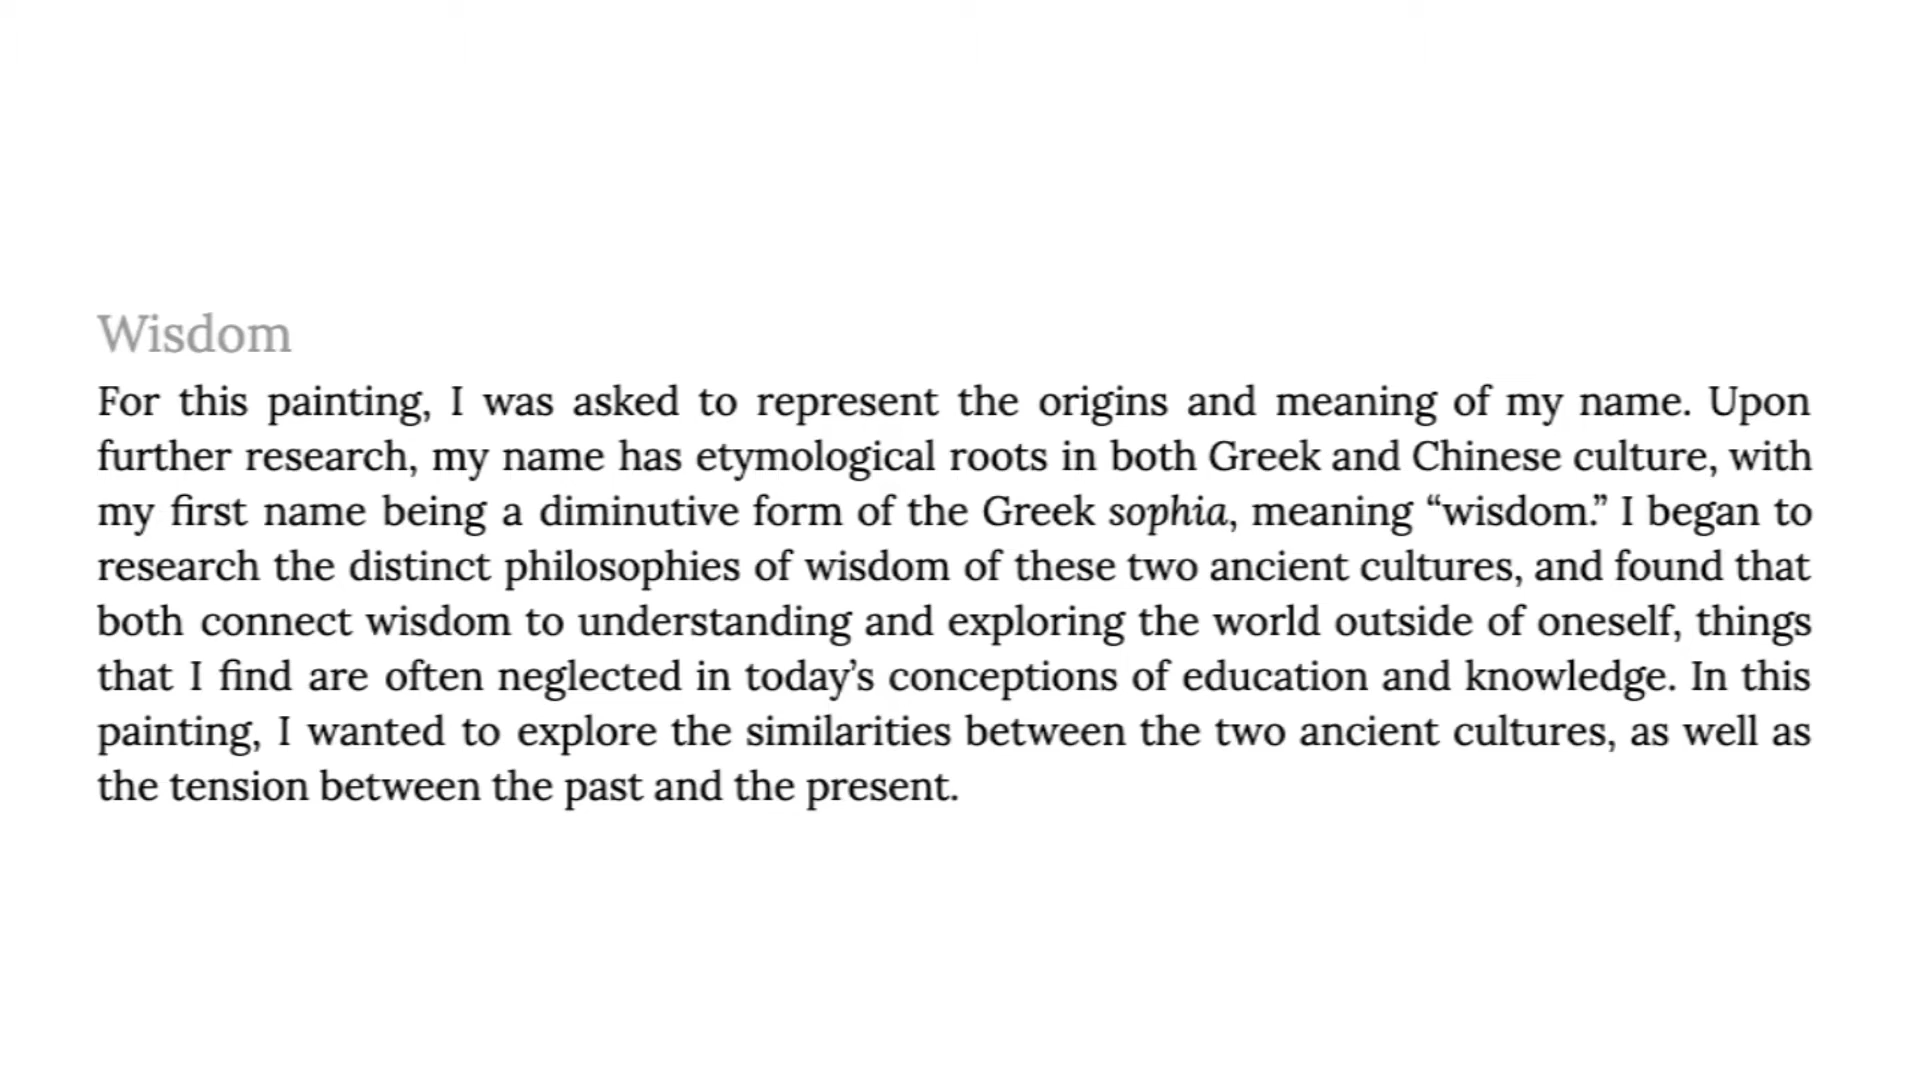 Wisdom
For this painting, I was asked to represent the origins and meaning of my name. Upon
further research, my name has etymological roots in both Greek and Chinese culture, with
my first name being a diminutive form of the Greek sophia, meaning “wisdom.” I began to
research the distinct philosophies of wisdom of these two ancient cultures, and found that
both connect wisdom to understanding and exploring the world outside of oneself, things
that I find are often neglected in today’s conceptions of education and knowledge. In this
painting, I wanted to explore the similarities between the two ancient cultures, as well as
the tension between the past and the present.